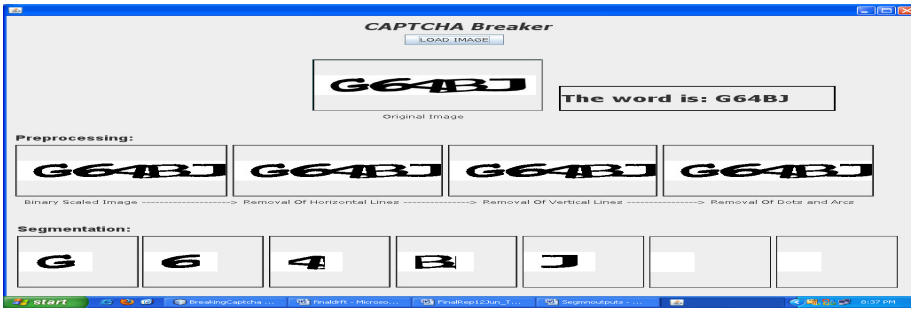 CAPTCHA Breaker
LOAD IMAGE
G64BJ
The word is: G64BJ
Original Image
Preprocessing:
G64BJ G64BJ G64BJ G64BJ
Binary Scaled Image ----------------> Removal Of Horizontal Lines ------------> Removal Of Vertical Lines ------------> Removal Of Dots and Arcs
Segmentation:
G 6 4 B J
start BreakingCaptcha ... finaldrft - Microso... FinalRep12Jun_T... Segmnoutputs - ... 8:37 PM